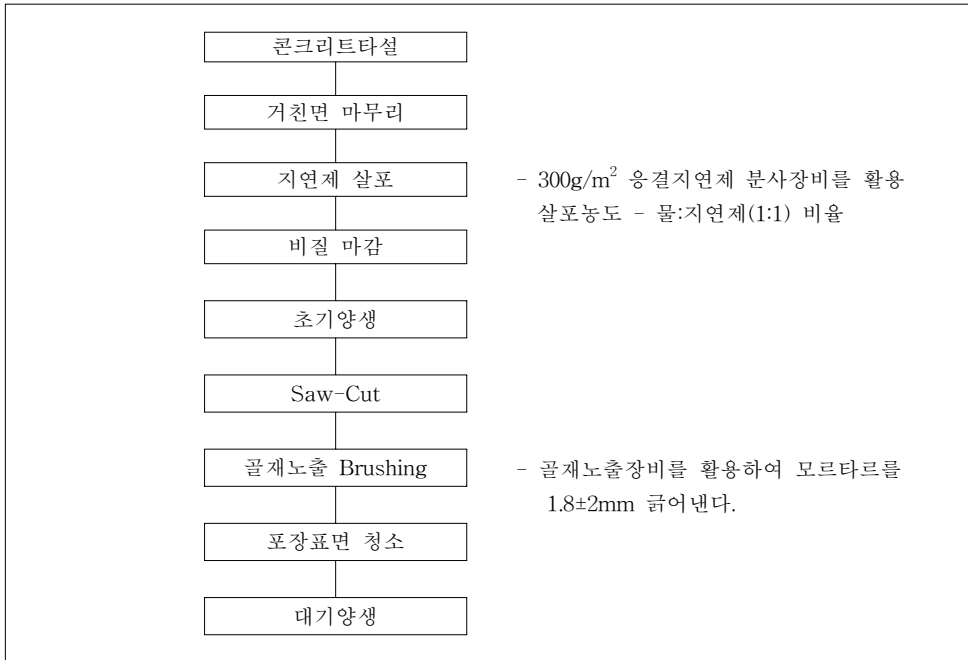 콘크리트타설
거친면 마무리
지연제 살포
- 300g/m² 응결지연제 분사장비를 활용
살포농도 - 물:지연제(1:1) 비율
비질 마감
초기양생
Saw-Cut
골재노출 Brushing
- 골재노출장비를 활용하여 모르타르를
1.8±2mm 긁어낸다.
포장표면 청소
대기양생